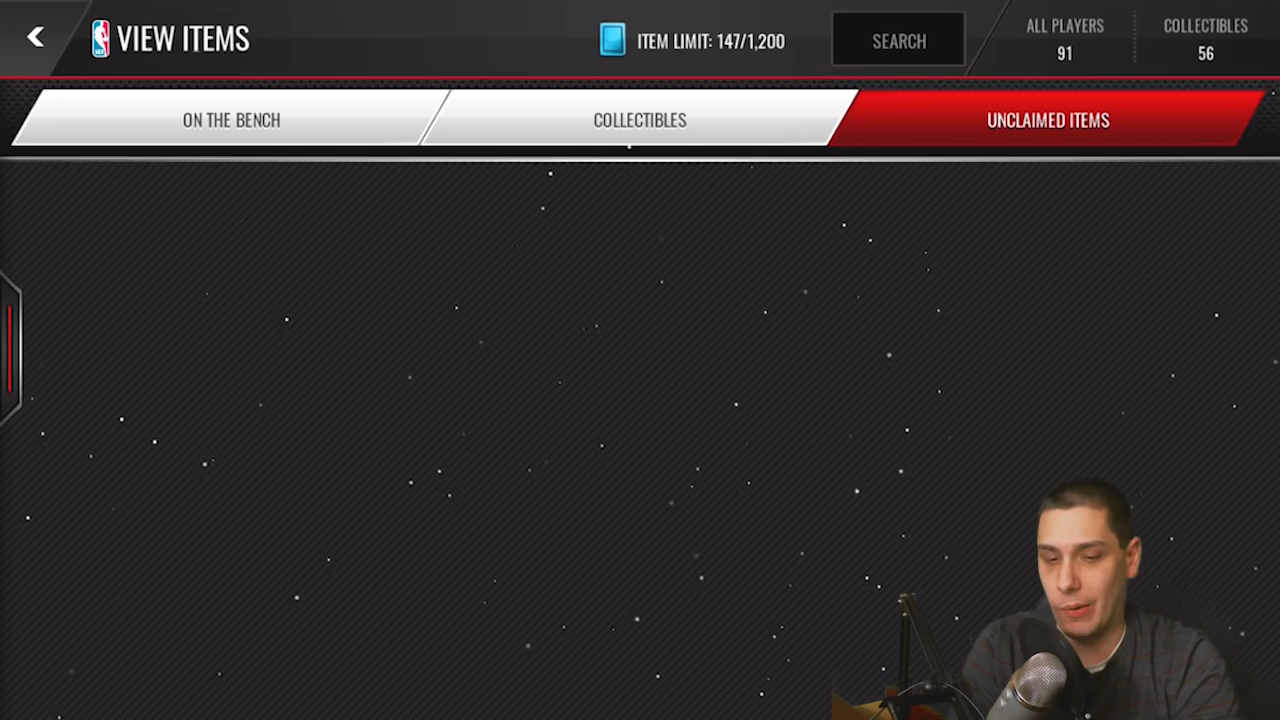 VIEW ITEMS
ITEM LIMIT: 147/1,200
SEARCH
ALL PLAYERS
91
COLLECTIBLES
56
ON THE BENCH
COLLECTIBLES
UNCLAIMED ITEMS